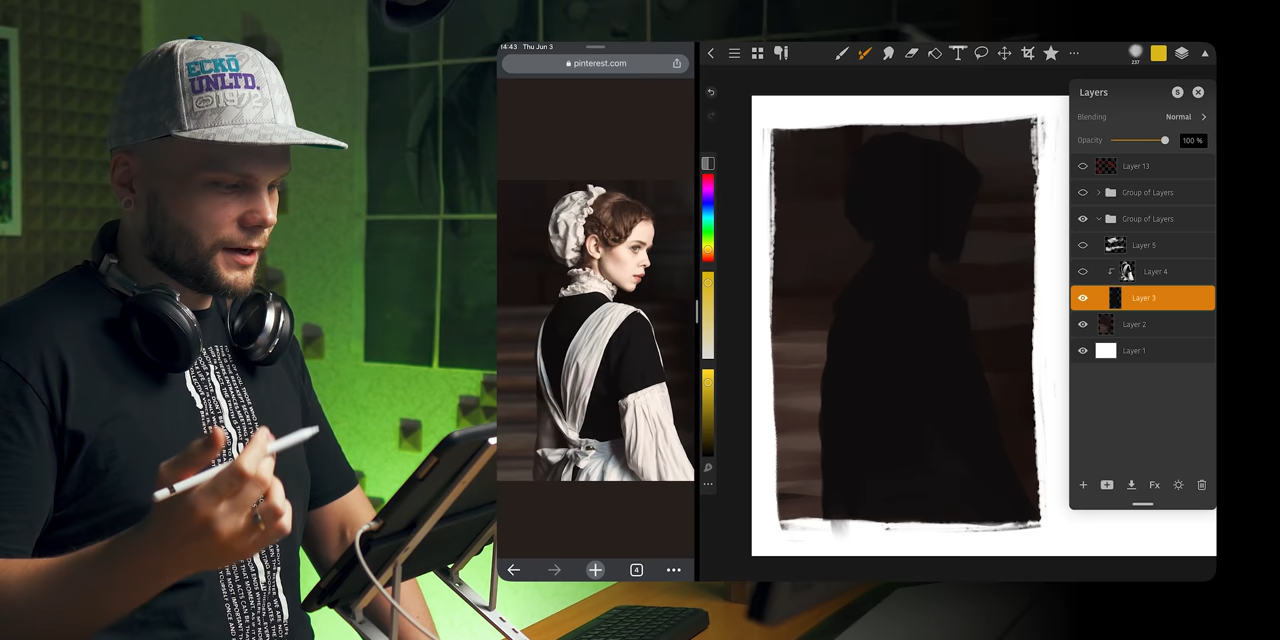 ECKŌ
UNLTD.
1972
14:43 Thu Jun 3
pinterest.com
4
237
Layers
S
Blending
Normal
Opacity
100 %
Layer 13
Group of Layers
Group of Layers
Layer 5
Layer 4
Layer 3
Layer 2
Layer 1
Fx